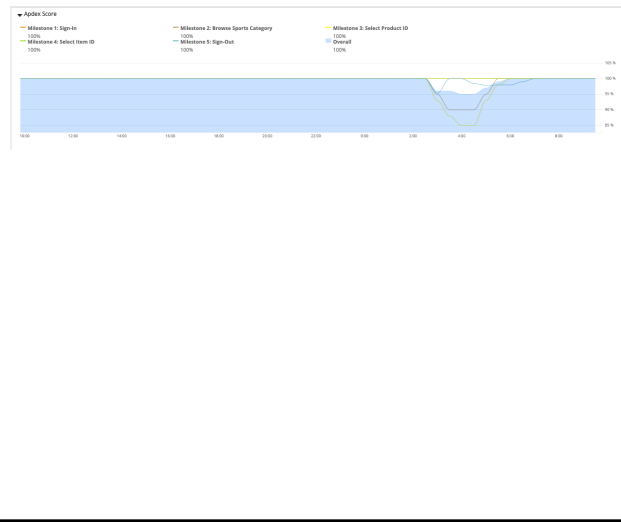 Apdex Score
Milestone 1: Sign-In
100%
Milestone 2: Browse Sports Category
100%
Milestone 3: Select Product ID
100%
Milestone 4: Select Item ID
100%
Milestone 5: Sign-Out
100%
Overall
100%
105 %
100 %
95 %
90 %
85 %
12:00 14:00 16:00 18:00 20:00 22:00 0:00 2:00 4:00 6:00 8:00